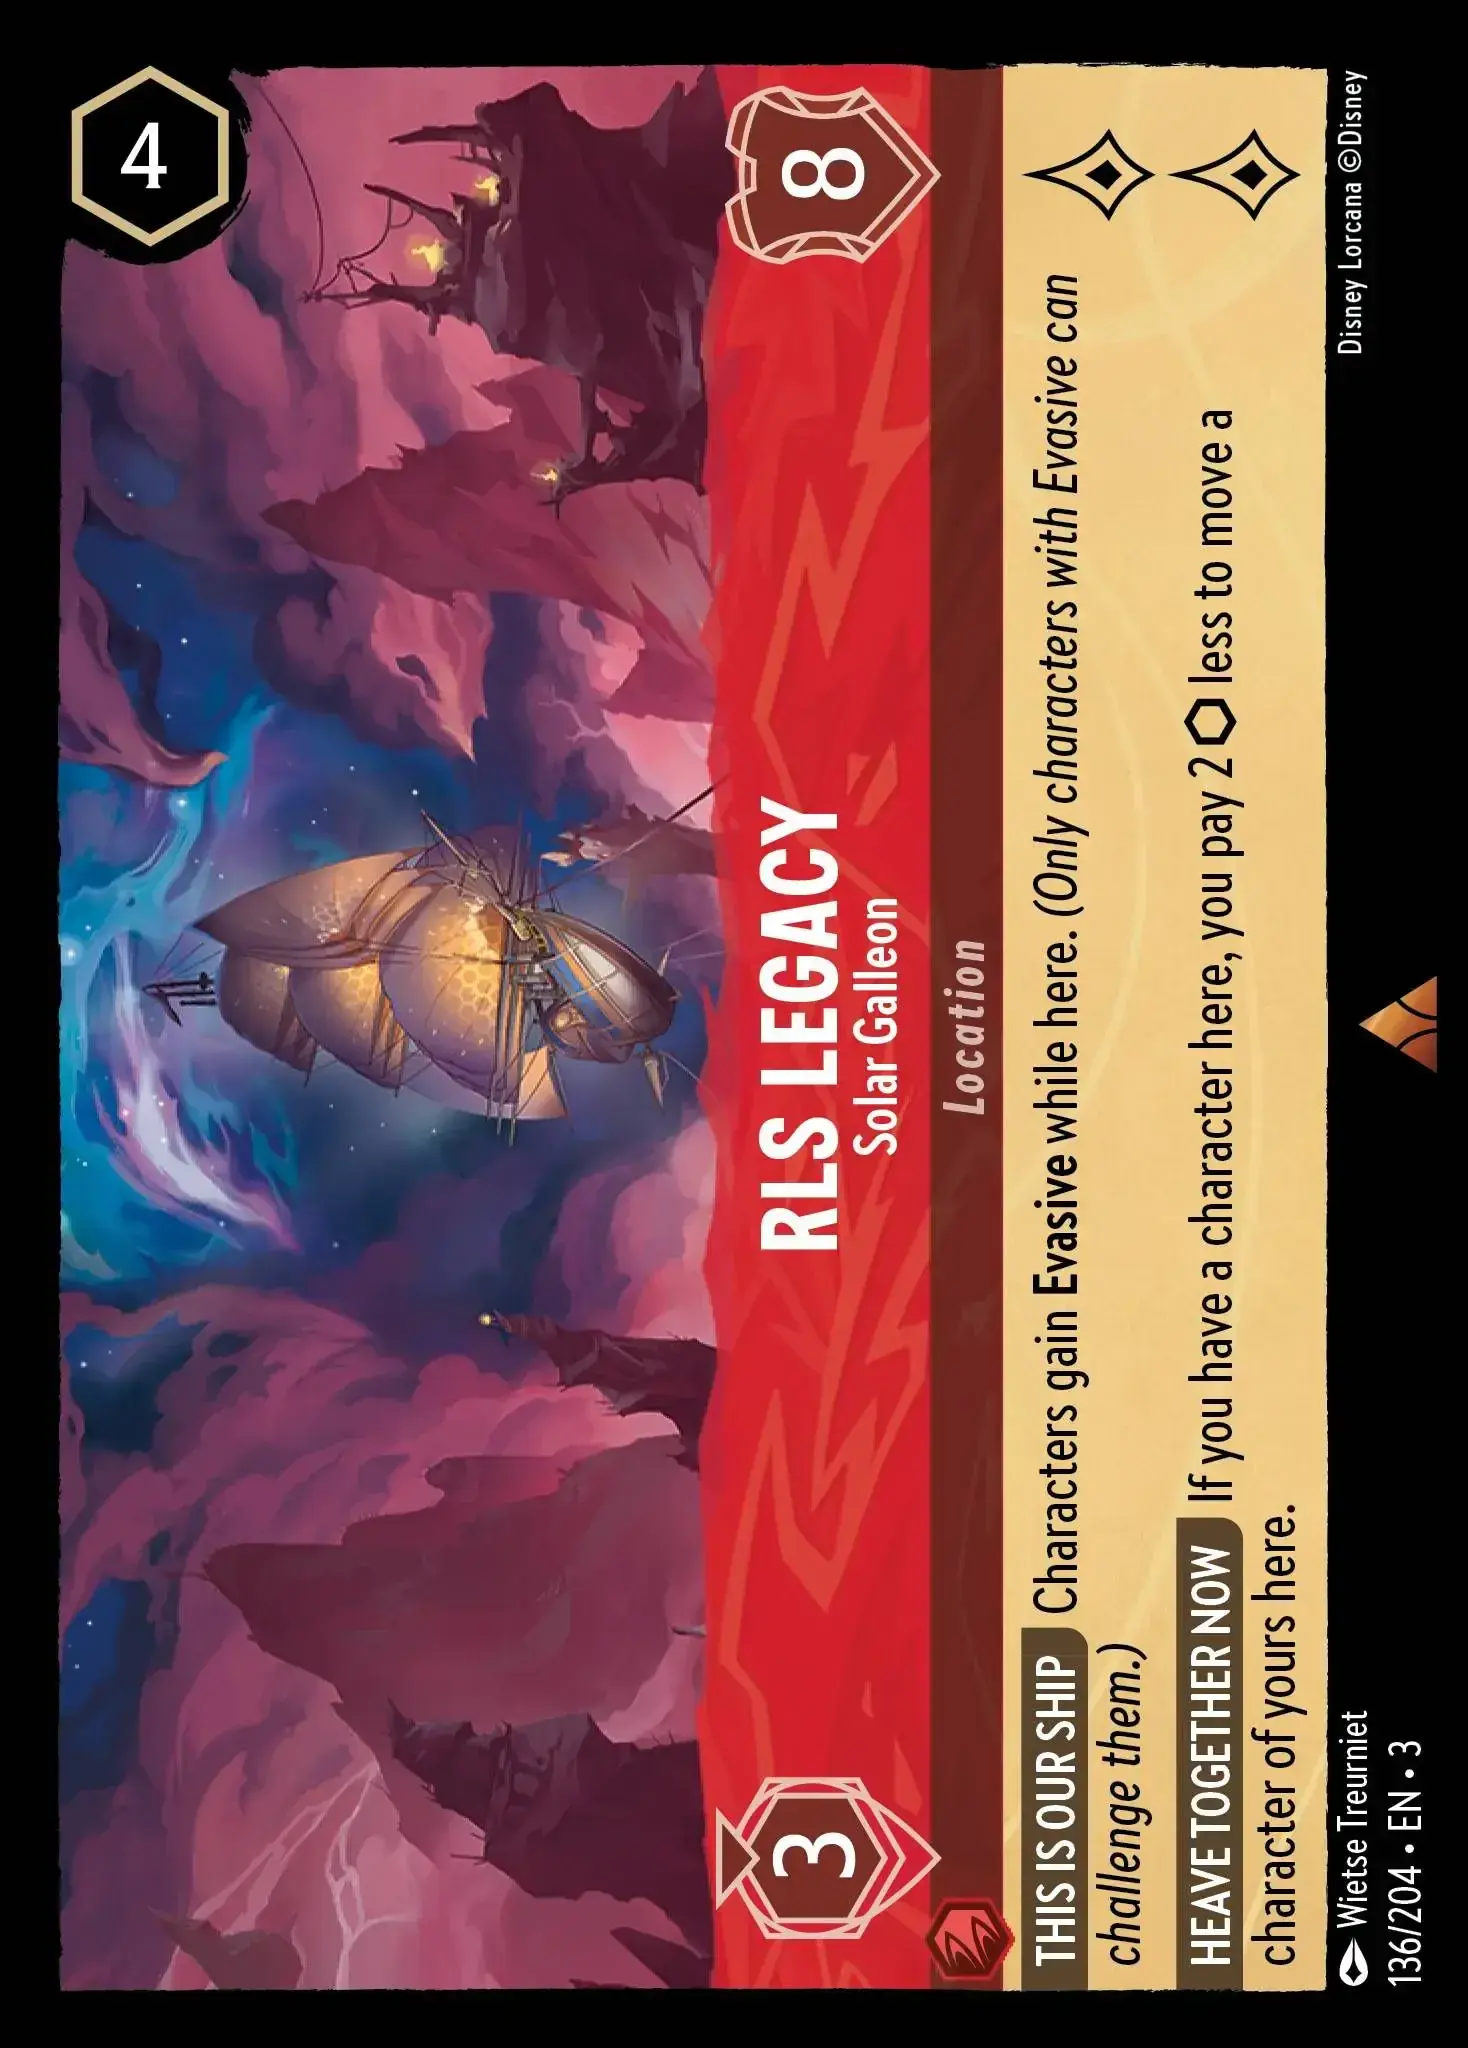 4
RLS LEGACY
Solar Galleon
3
8
Location
THIS IS OUR SHIP Characters gain Evasive while here. (Only characters with Evasive can
challenge them.)
HEAVE TOGETHER NOW If you have a character here, you pay 2 less to move a
character of yours here.
Wietse Treurniet
136/204 • EN • 3
Disney Lorcana ©Disney